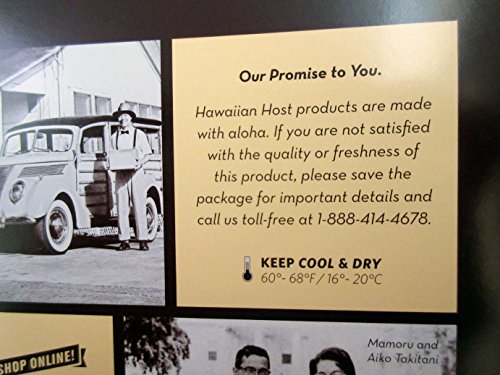 Our Promise to You.
Hawaiian Host products are made
with aloha. If you are not satisfied
with the quality or freshness of
this product, please save the
package for important details and
call us toll-free at 1-888-414-4678.
KEEP COOL & DRY
60°- 68°F / 16°- 20°C
SHOP ONLINE!
Mamoru and
Aiko Takitani